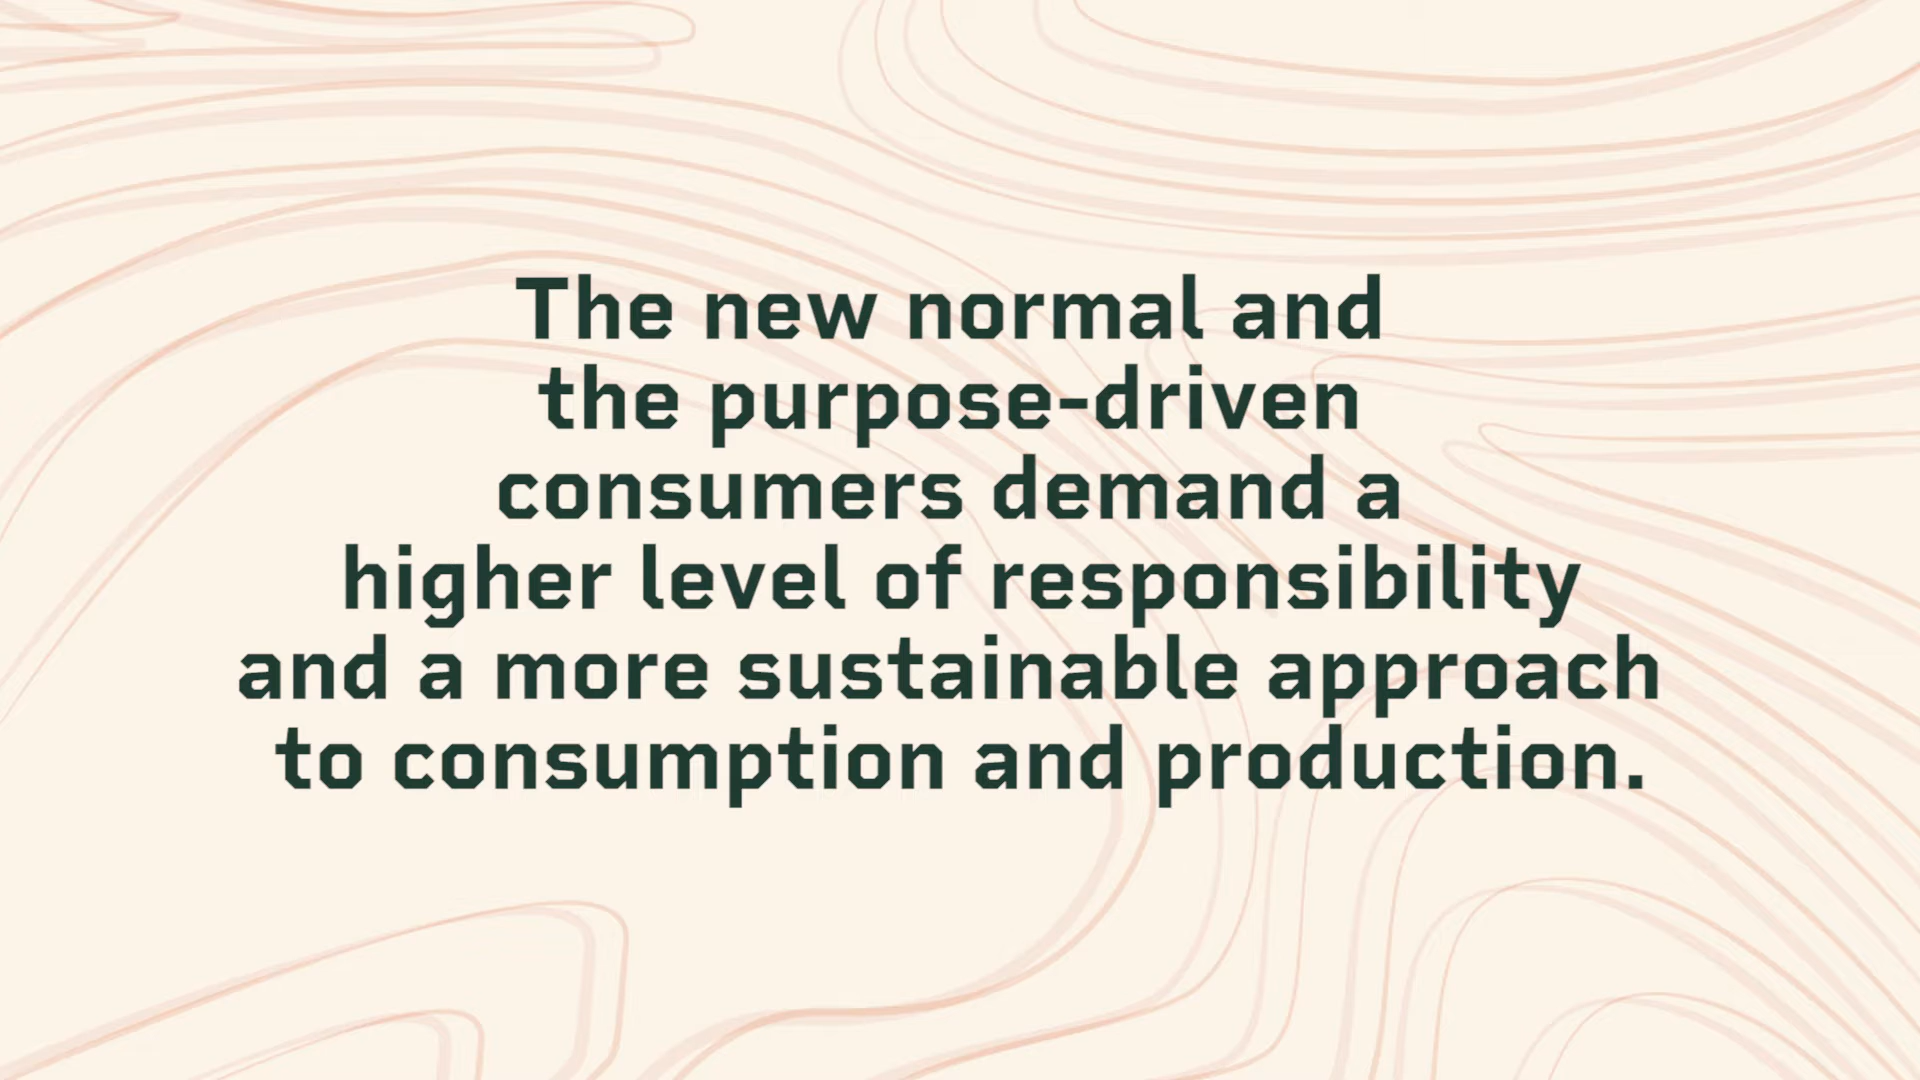 The new normal and
the purpose-driven
consumers demand a
higher level of responsibility
and a more sustainable approach
to consumption and production.